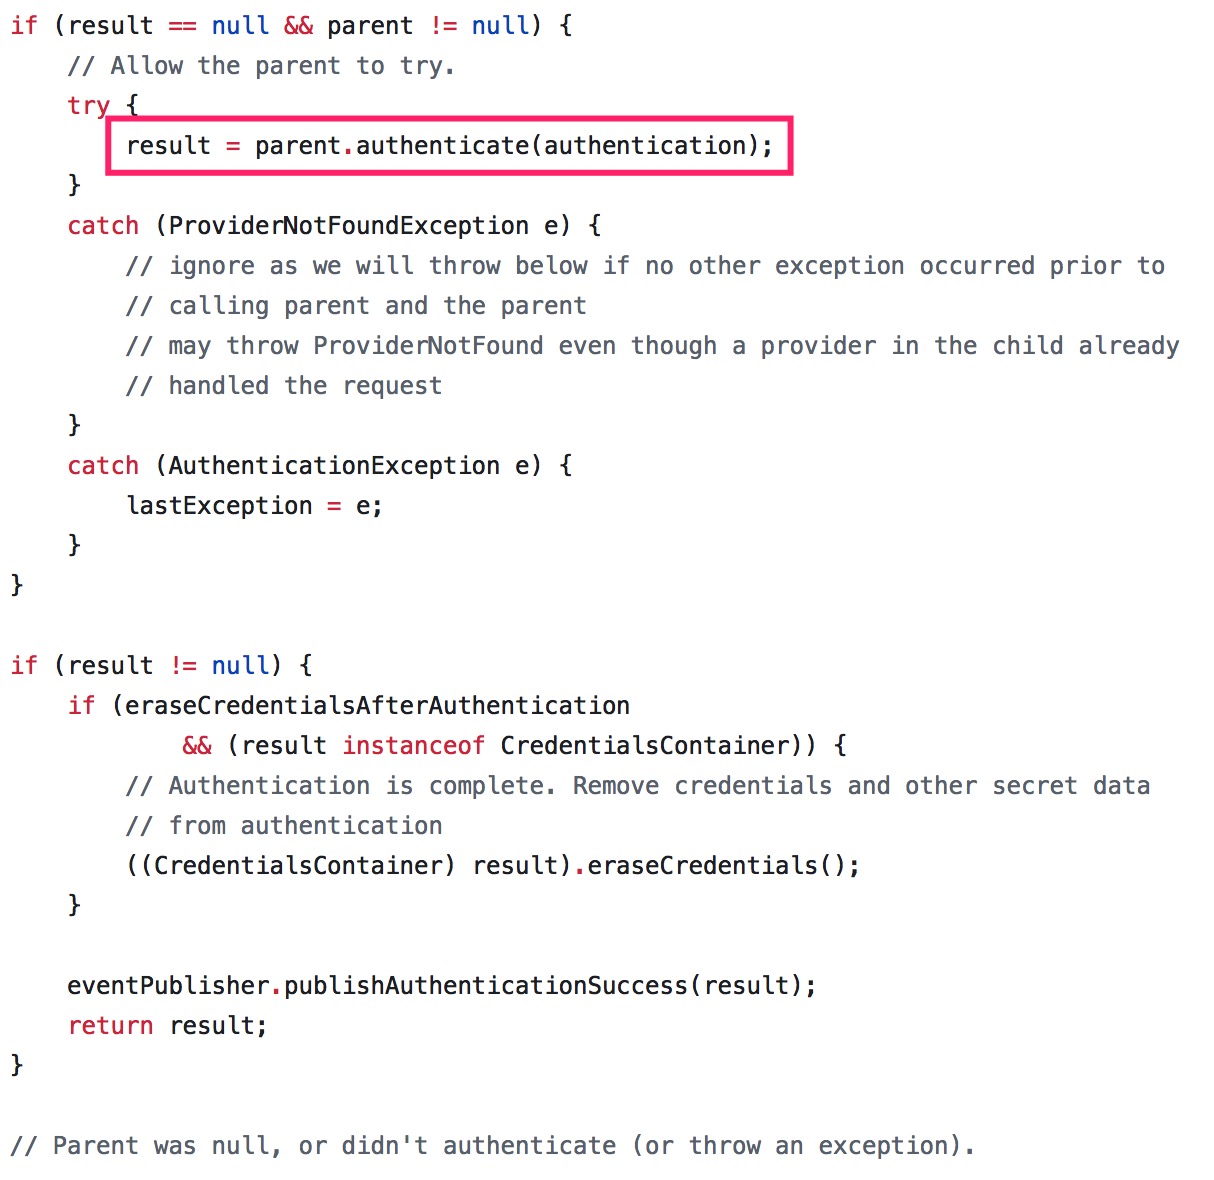 if (result == null && parent != null) {
    // Allow the parent to try.
    try {
        result = parent.authenticate(authentication);
    }
    catch (ProviderNotFoundException e) {
        // ignore as we will throw below if no other exception occurred prior to
        // calling parent and the parent
        // may throw ProviderNotFound even though a provider in the child already
        // handled the request
    }
    catch (AuthenticationException e) {
        lastException = e;
    }
}

if (result != null) {
    if (eraseCredentialsAfterAuthentication
            && (result instanceof CredentialsContainer)) {
        // Authentication is complete. Remove credentials and other secret data
        // from authentication
        ((CredentialsContainer) result).eraseCredentials();
    }

    eventPublisher.publishAuthenticationSuccess(result);
    return result;
}

// Parent was null, or didn't authenticate (or throw an exception).